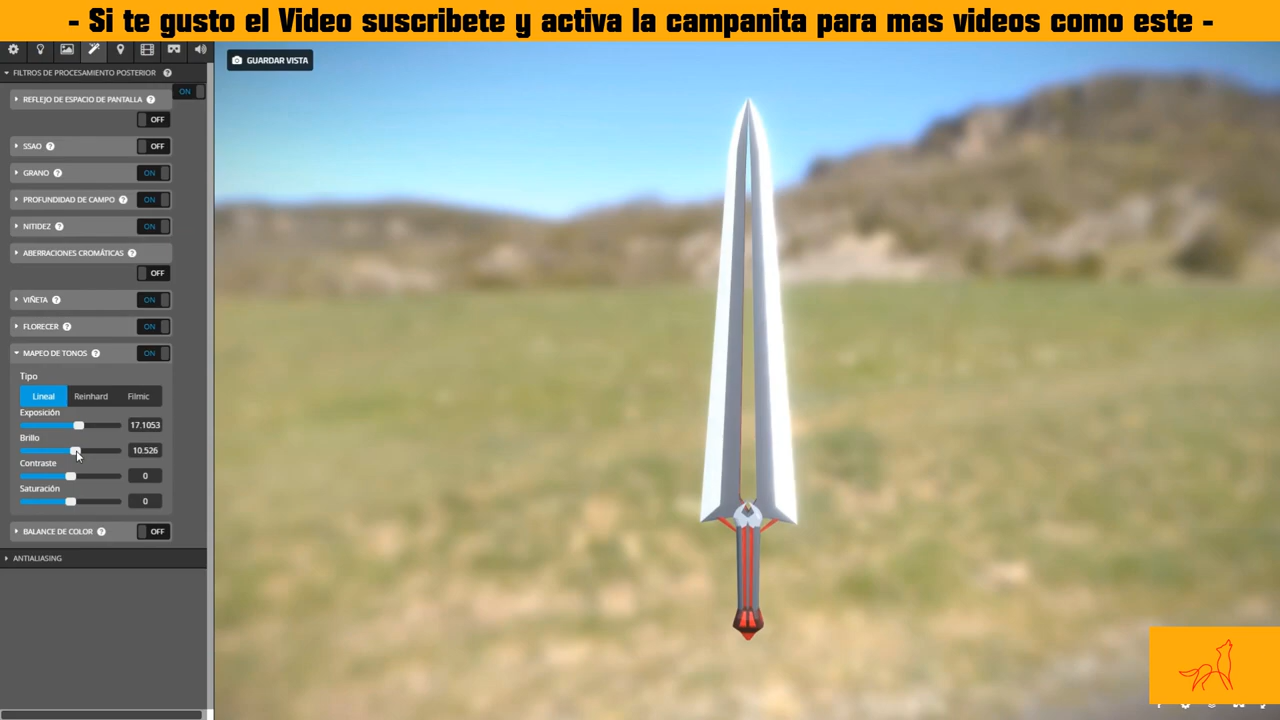 - Si te gusto el Video suscribete y activa la campanita para mas videos como este -
GUARDAR VISTA
FILTROS DE PROCESAMIENTO POSTERIOR
ON
REFLEJO DE ESPACIO DE PANTALLA
OFF
SSAO OFF
GRANO ON
PROFUNDIDAD DE CAMPO ON
NITIDEZ ON
ABERRACIONES CROMÁTICAS
OFF
VIÑETA ON
FLORECER ON
MAPEO DE TONOS ON
Tipo
Lineal Reinhard Filmic
Exposición
17.1053
Brillo
10.526
Contraste
0
Saturación
0
BALANCE DE COLOR OFF
ANTIALIASING